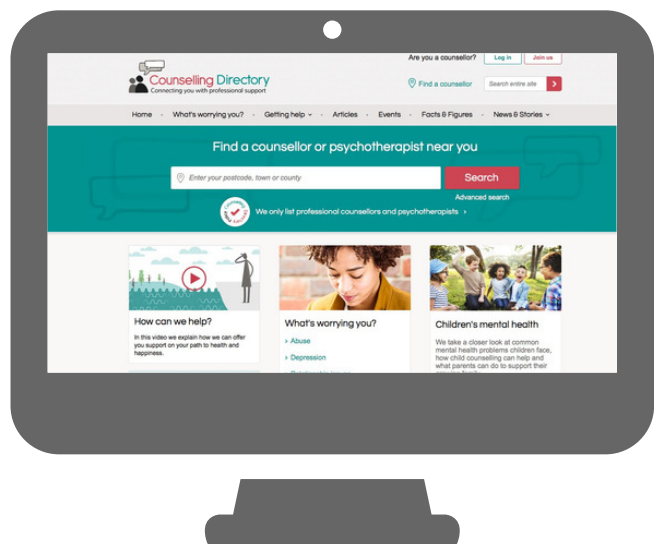 Are you a counsellor?
Log in
Join us
Counselling Directory
Connecting you with professional support
Find a counsellor
Search entire site
Home · What's worrying you? · Getting help · Articles · Events · Facts & Figures · News & Stories
Find a counsellor or psychotherapist near you
Enter your postcode, town or county
Search
Advanced search
We only list professional counsellors and psychotherapists
How can we help?
In this video we explain how we can offer
you support on your path to health and
happiness.
What's worrying you?
Abuse
Depression
Children's mental health
We take a closer look at common
mental health problems children face,
how child counselling can help and
what parents can do to support their